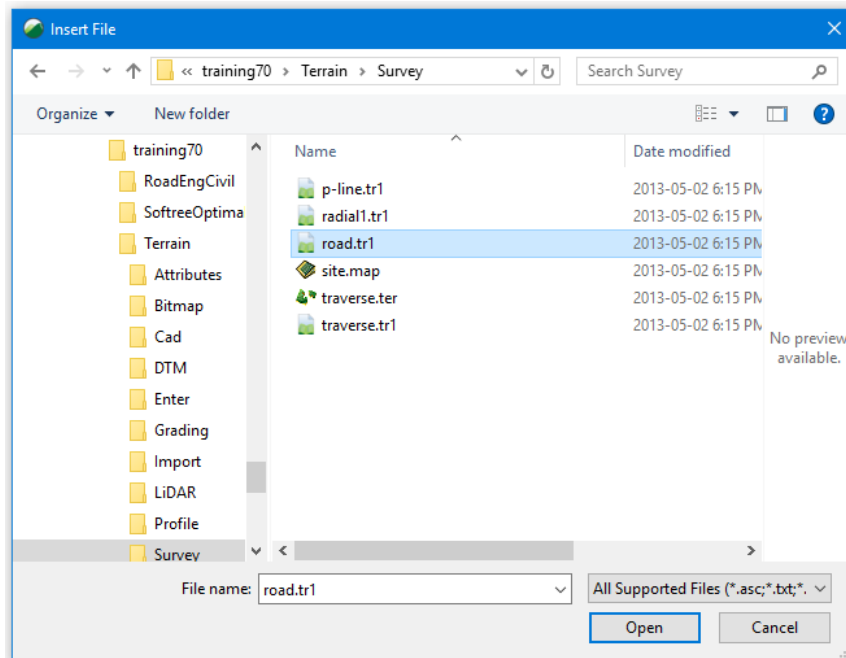 Insert File
« training70 > Terrain > Survey
Search Survey
Organize
New folder
?
training70
RoadEngCivil
SoftreeOptima
Terrain
Attributes
Bitmap
Cad
DTM
Enter
Grading
Import
LiDAR
Profile
Survey
Name Date modified
p-line.tr1 2013-05-02 6:15 PM
radial1.tr1 2013-05-02 6:15 PM
road.tr1 2013-05-02 6:15 PM
site.map 2013-05-02 6:15 PM
traverse.ter 2013-05-02 6:15 PM
traverse.tr1 2013-05-02 6:15 PM
No preview
available.
File name: road.tr1 All Supported Files (*.asc;*.txt;*.
Open Cancel